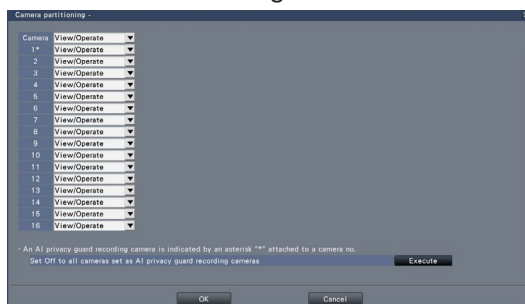 Camera partitioning -
Camera View/Operate
1* View/Operate
2 View/Operate
3 View/Operate
4 View/Operate
5 View/Operate
6 View/Operate
7 View/Operate
8 View/Operate
9 View/Operate
10 View/Operate
11 View/Operate
12 View/Operate
13 View/Operate
14 View/Operate
15 View/Operate
16 View/Operate
· An AI privacy guard recording camera is indicated by an asterisk "*" attached to a camera no.
Set Off to all cameras set as AI privacy guard recording cameras Execute
OK Cancel